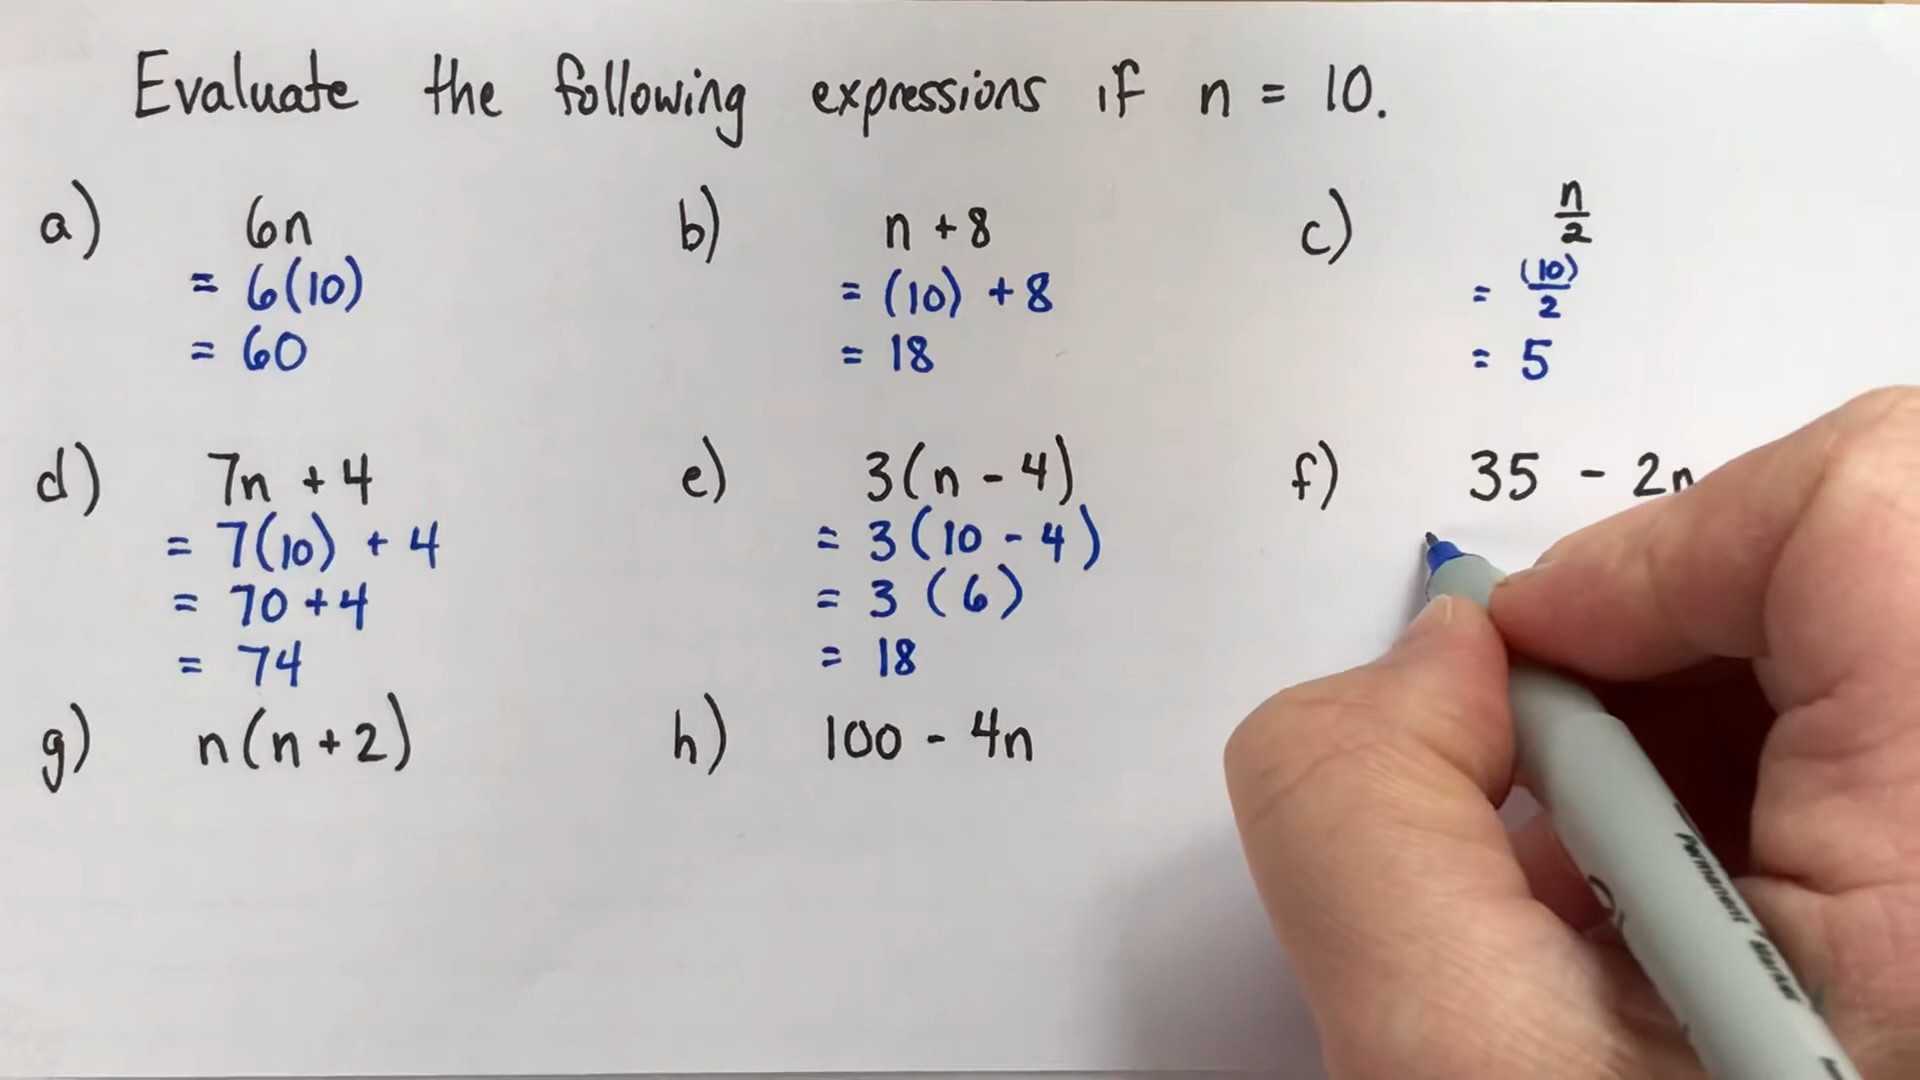 Evaluate the following expressions if n = 10.
a) 6n
= 6(10)
= 60
b) n + 8
= (10) + 8
= 18
c) n/2
= (10)/2
= 5
d) 7n + 4
= 7(10) + 4
= 70 + 4
= 74
e) 3(n - 4)
= 3(10 - 4)
= 3(6)
= 18
f) 35 - 2n
g) n(n + 2)
h) 100 - 4n
Permanent Marker